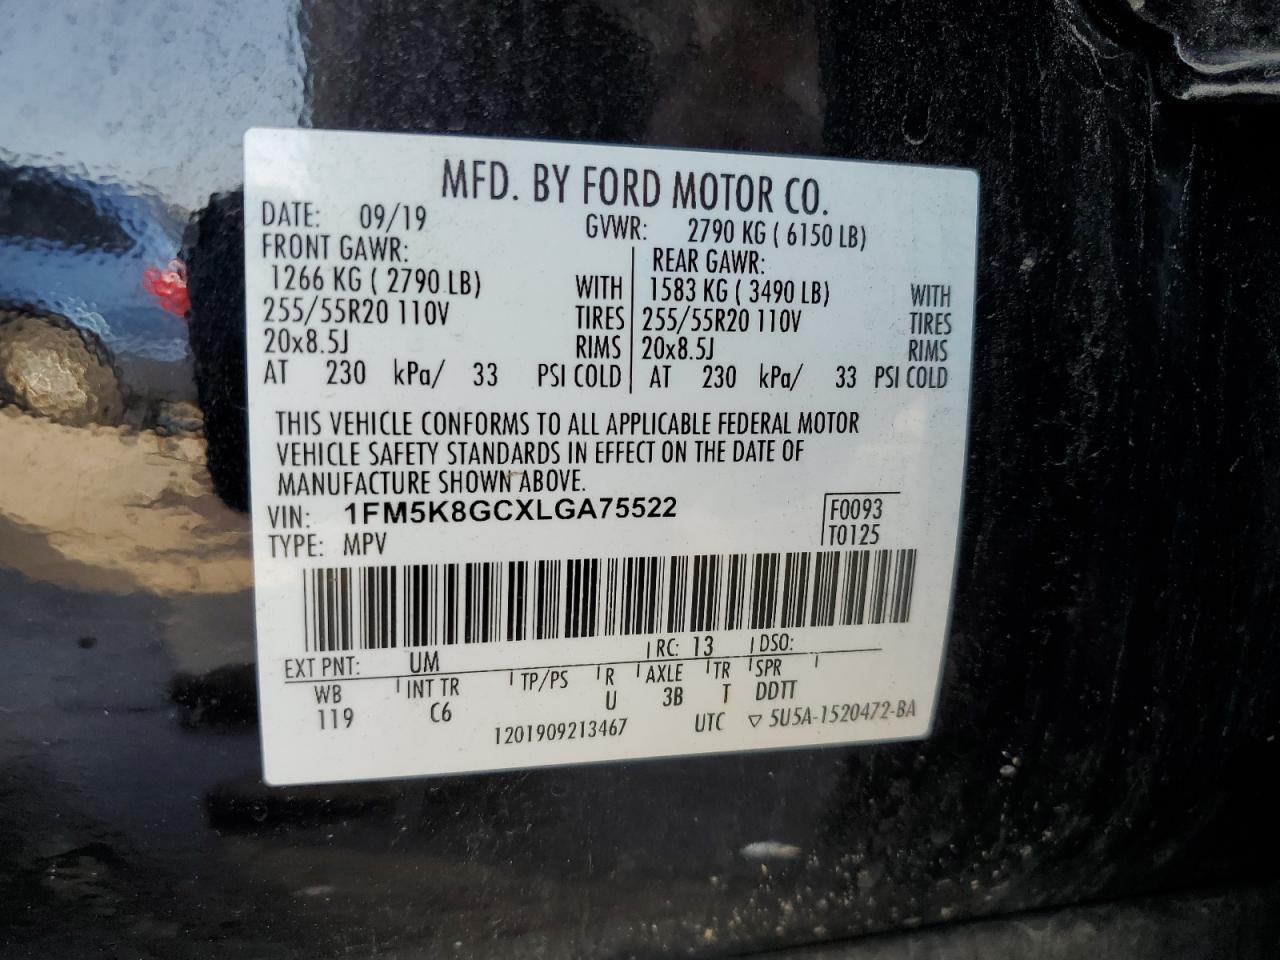 MFD. BY FORD MOTOR CO.
DATE: 09/19 GVWR: 2790 KG ( 6150 LB)
FRONT GAWR: REAR GAWR:
1266 KG ( 2790 LB) WITH 1583 KG ( 3490 LB) WITH
255/55R20 110V TIRES 255/55R20 110V TIRES
20x8.5J RIMS 20x8.5J RIMS
AT 230 kPa/ 33 PSI COLD AT 230 kPa/ 33 PSI COLD
THIS VEHICLE CONFORMS TO ALL APPLICABLE FEDERAL MOTOR
VEHICLE SAFETY STANDARDS IN EFFECT ON THE DATE OF
MANUFACTURE SHOWN ABOVE.
VIN: 1FM5K8GCXLGA75522 F0093
TYPE: MPV T0125
EXT PNT: UM RC: 13 DSO:
WB INT TR TP/PS R AXLE TR SPR
119 C6 U 3B T DDTT
1201909213467 UTC ▽ 5U5A-1520472-BA